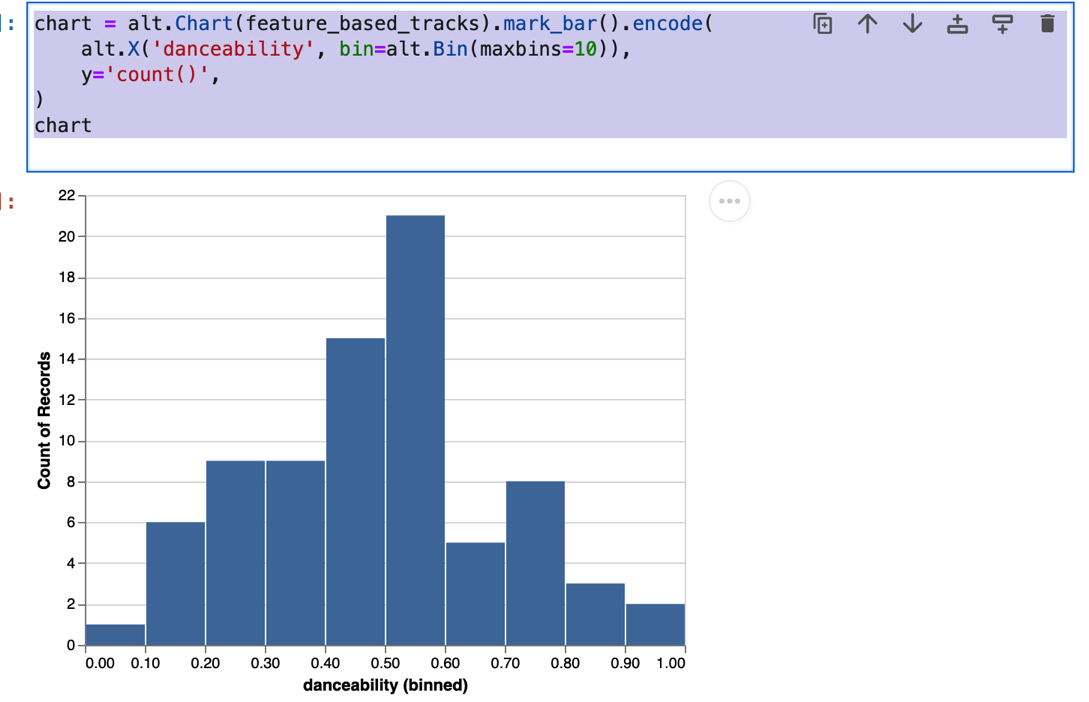 ]:
chart = alt.Chart(feature_based_tracks).mark_bar().encode(
    alt.X('danceability', bin=alt.Bin(maxbins=10)),
    y='count()',
)
chart
]:
22
20
18
16
14
12
10
8
6
4
2
0
Count of Records
0.00 0.10 0.20 0.30 0.40 0.50 0.60 0.70 0.80 0.90 1.00
danceability (binned)